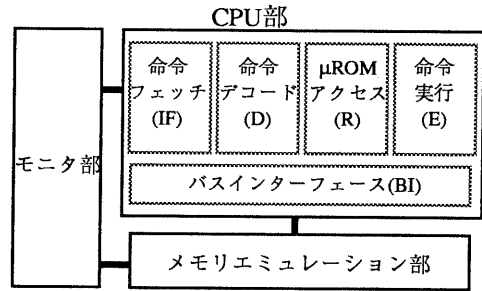 CPU部
命令
フェッチ
(IF)
命令
デコード
(D)
μROM
アクセス
(R)
命令
実行
(E)
モニタ部
バスインターフェース(BI)
メモリエミュレーション部